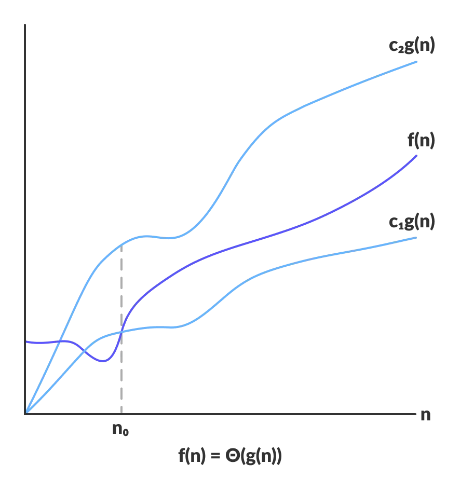 c₂g(n)
f(n)
c₁g(n)
n
n₀
f(n) = Θ(g(n))